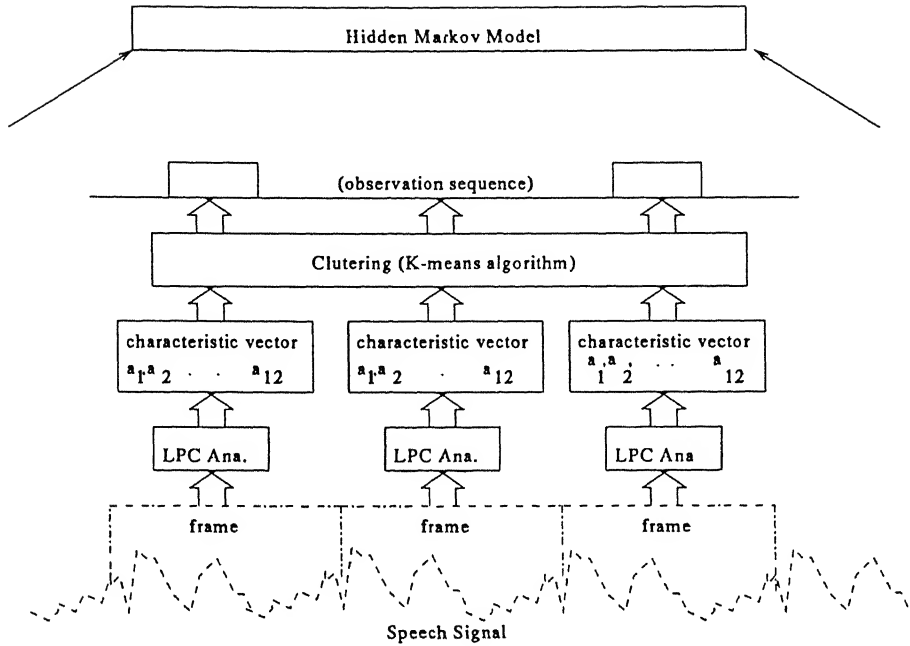 Hidden Markov Model
(observation sequence)
Clutering (K-means algorithm)
characteristic vector characteristic vector characteristic vector
a1,a2 . . a12 a1,a2 . a12 a1,a2, . . a12
LPC Ana. LPC Ana. LPC Ana
frame frame frame
Speech Signal